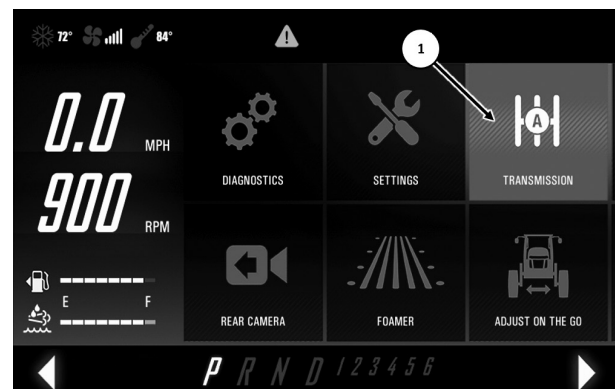 72° 84°
1
0.0 MPH
900 RPM
E F
DIAGNOSTICS SETTINGS TRANSMISSION
A
REAR CAMERA FOAMER ADJUST ON THE GO
P R N D 1 2 3 4 5 6